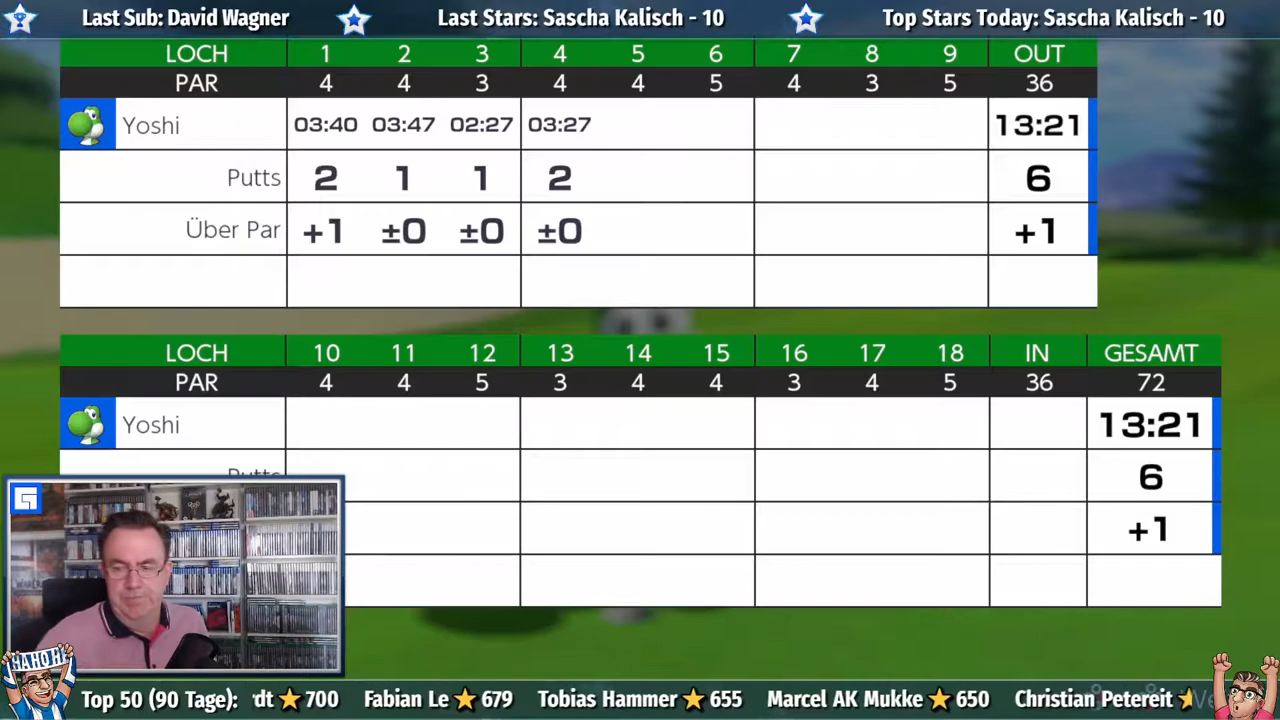 Last Sub: David Wagner Last Stars: Sascha Kalisch - 10 Top Stars Today: Sascha Kalisch - 10
LOCH 1 2 3 4 5 6 7 8 9 OUT
PAR 4 4 3 4 4 5 4 3 5 36
Yoshi 03:40 03:47 02:27 03:27 13:21
Putts 2 1 1 2 6
Über Par +1 ±0 ±0 ±0 +1
LOCH 10 11 12 13 14 15 16 17 18 IN GESAMT
PAR 4 4 5 3 4 4 3 4 5 36 72
Yoshi 13:21
Putts 6
+1
HAHOHE
Top 50 (90 Tage): dt 700 Fabian Le 679 Tobias Hammer 655 Marcel AK Mukke 650 Christian Petereit